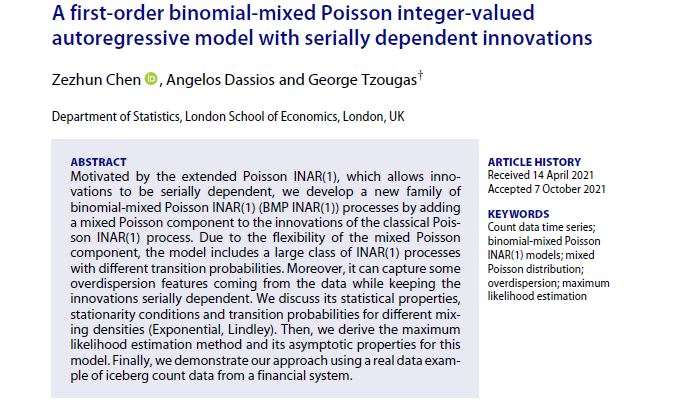 A first-order binomial-mixed Poisson integer-valued
autoregressive model with serially dependent innovations
Zezhun Chen iD, Angelos Dassios and George Tzougas†
Department of Statistics, London School of Economics, London, UK
ABSTRACT
Motivated by the extended Poisson INAR(1), which allows inno-
vations to be serially dependent, we develop a new family of
binomial-mixed Poisson INAR(1) (BMP INAR(1)) processes by adding
a mixed Poisson component to the innovations of the classical Pois-
son INAR(1) process. Due to the flexibility of the mixed Poisson
component, the model includes a large class of INAR(1) processes
with different transition probabilities. Moreover, it can capture some
overdispersion features coming from the data while keeping the
innovations serially dependent. We discuss its statistical properties,
stationarity conditions and transition probabilities for different mix-
ing densities (Exponential, Lindley). Then, we derive the maximum
likelihood estimation method and its asymptotic properties for this
model. Finally, we demonstrate our approach using a real data exam-
ple of iceberg count data from a financial system.
ARTICLE HISTORY
Received 14 April 2021
Accepted 7 October 2021
KEYWORDS
Count data time series;
binomial-mixed Poisson
INAR(1) models; mixed
Poisson distribution;
overdispersion; maximum
likelihood estimation